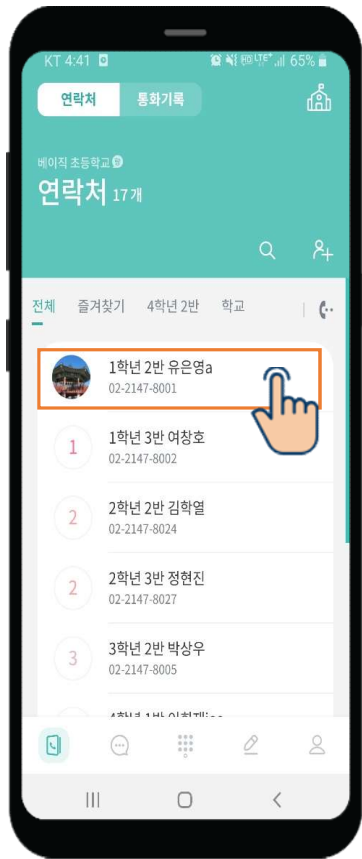 KT 4:41 65%
연락처 통화기록
베이직 초등학교
연락처 17개
전체 즐겨찾기 4학년 2반 학교
1학년 2반 유은영a
02-2147-8001
1 1학년 3반 여창호
02-2147-8002
2 2학년 2반 김학열
02-2147-8024
2 2학년 3반 정현진
02-2147-8027
3 3학년 2반 박상우
02-2147-8005